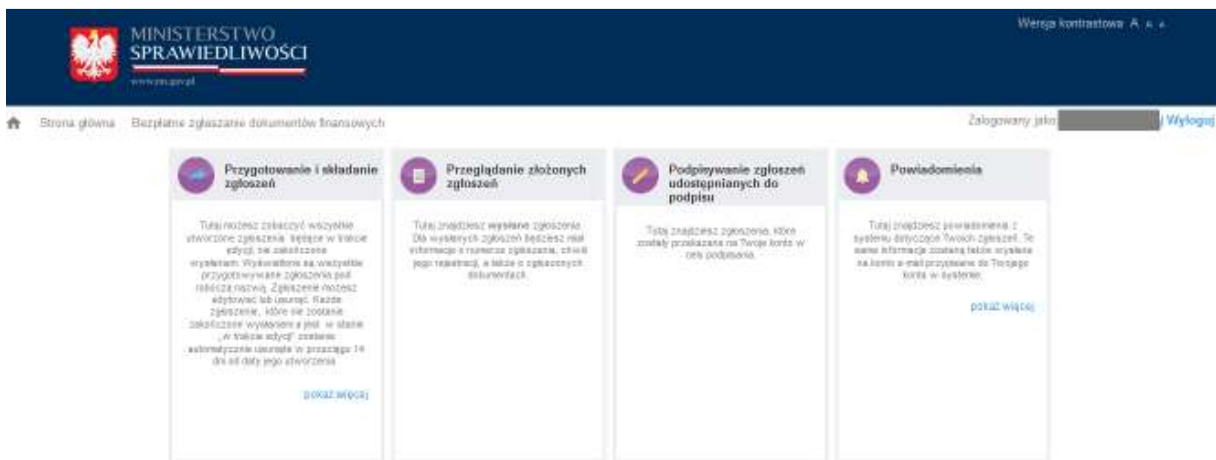 Wersja kontrastowa A A A
MINISTERSTWO
SPRAWIEDLIWOŚCI
www.ms.gov.pl
Strona główna Bezpłatne zgłaszanie dokumentów finansowych
Zalogowany jako | Wyloguj
Przygotowanie i składanie
zgłoszeń
Tutaj możesz zobaczyć wszystkie
utworzone zgłoszenia będące w trakcie
edycji, nie zakończone
wysłaniem. Wyświetlone są wszystkie
przygotowywane zgłoszenia pod
roboczą nazwą. Zgłoszenie możesz
edytować lub usunąć. Każde
zgłoszenie, które nie zostanie
zakończone wysłaniem a jest w stanie
„w trakcie edycji” zostanie
automatycznie usunięte w przeciągu 14
dni od daty jego utworzenia
pokaż więcej
Przeglądanie złożonych
zgłoszeń
Tutaj znajdziesz wysłane zgłoszenia.
Dla wysłanych zgłoszeń będziesz miał
informacje o numerze zgłoszenia, chwili
jego rejestracji, a także o zgłoszonych
dokumentach.
Podpisywanie zgłoszeń
udostępnianych do
podpisu
Tutaj znajdziesz zgłoszenia, które
zostały przekazane na Twoje konto w
celu podpisania.
Powiadomienia
Tutaj znajdziesz powiadomienia z
systemu dotyczące Twoich zgłoszeń. Te
same informacje zostaną także wysłane
na konto e-mail przypisane do Twojego
konta w systemie.
pokaż więcej